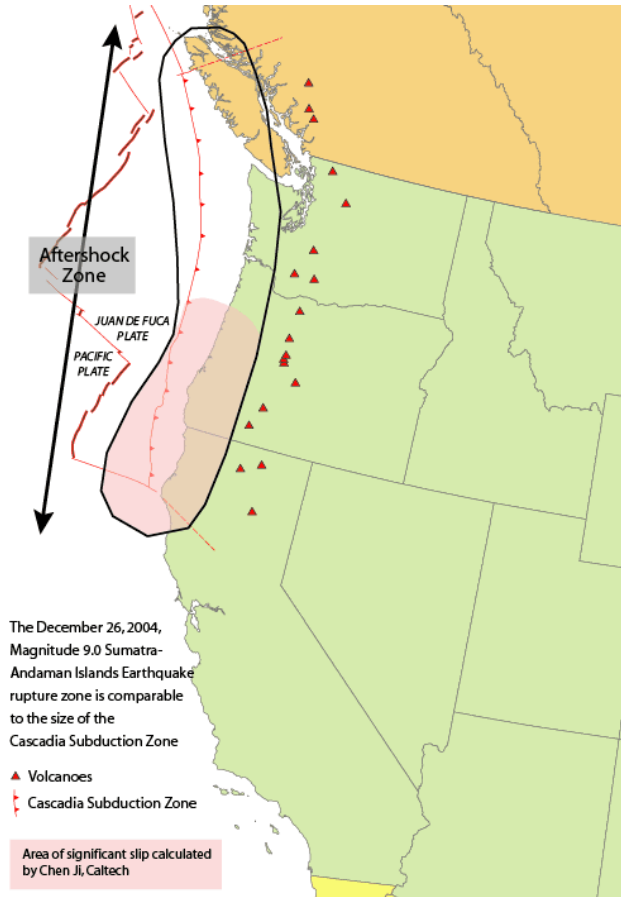 Aftershock
Zone
JUAN DE FUCA
PLATE
PACIFIC
PLATE
The December 26, 2004,
Magnitude 9.0 Sumatra-
Andaman Islands Earthquake
rupture zone is comparable
to the size of the
Cascadia Subduction Zone
Volcanoes
Cascadia Subduction Zone
Area of significant slip calculated
by Chen Ji, Caltech